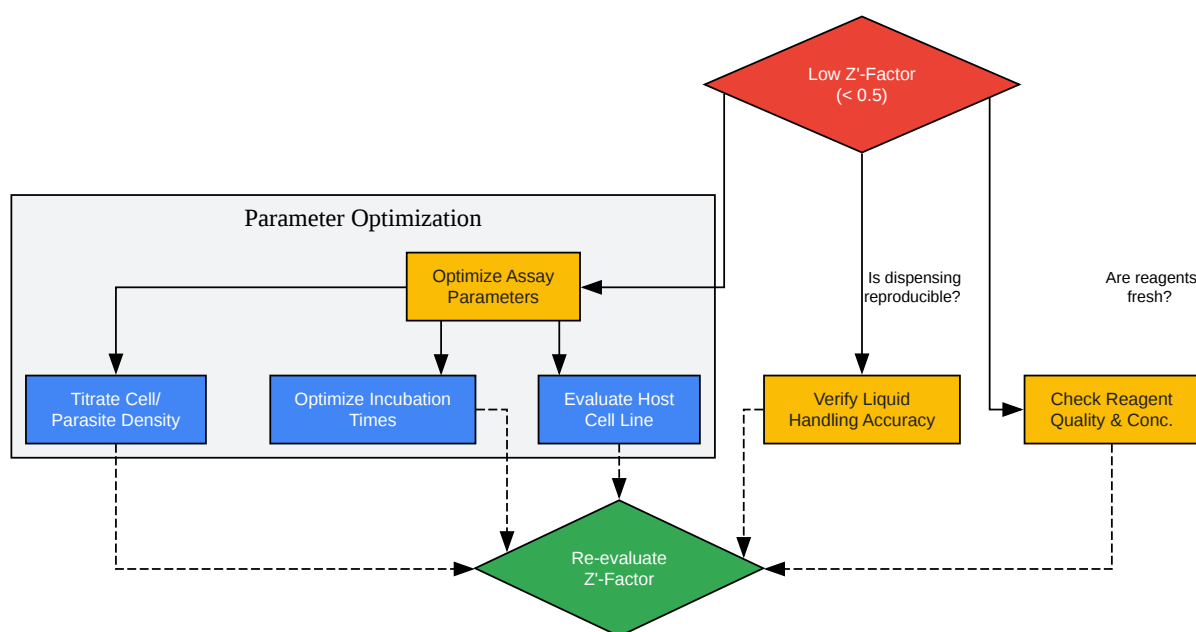 Low Z'-Factor
(< 0.5)
Parameter Optimization
Optimize Assay
Parameters
Is dispensing
reproducible?
Are reagents
fresh?
Titrate Cell/
Parasite Density
Optimize Incubation
Times
Evaluate Host
Cell Line
Verify Liquid
Handling Accuracy
Check Reagent
Quality & Conc.
Re-evaluate
Z'-Factor